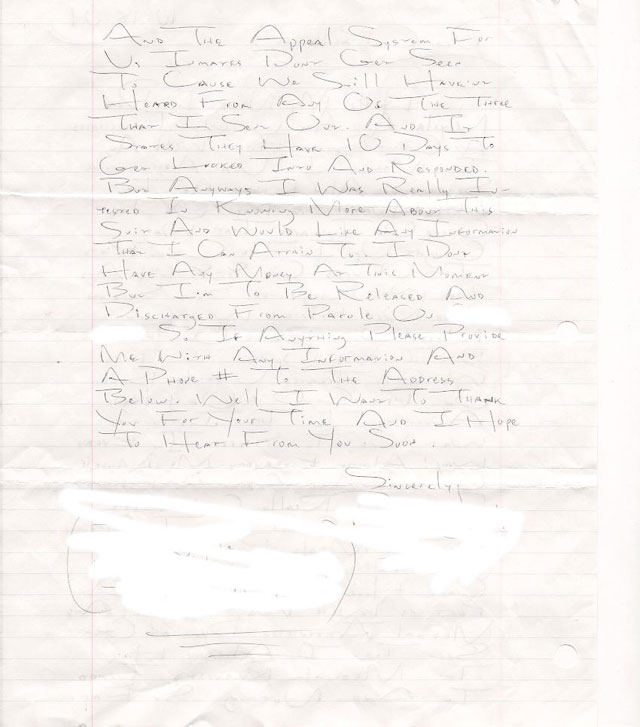 And The Appeal System For
Us Inmates Dont Get Seen
To Cause We Still Haven't
Heard From Any Of The Three
That I Sent Out. And It
States They Have 10 Days To
Get Looked Into And Responded.
But Anyways I Was Really In-
tested In Knowing More About This
Suit And Would Like Any Information
That I Can Attain To. I Dont
Have Any Money At This Moment
But I'm To Be Released And
Discharged From Parole On
So If Anything Please Provide
Me With Any Information And
A Phone # To The Address
Below. Well I Want To Thank
You For Your Time And I Hope
To Hear From You Soon.
Sincerely,